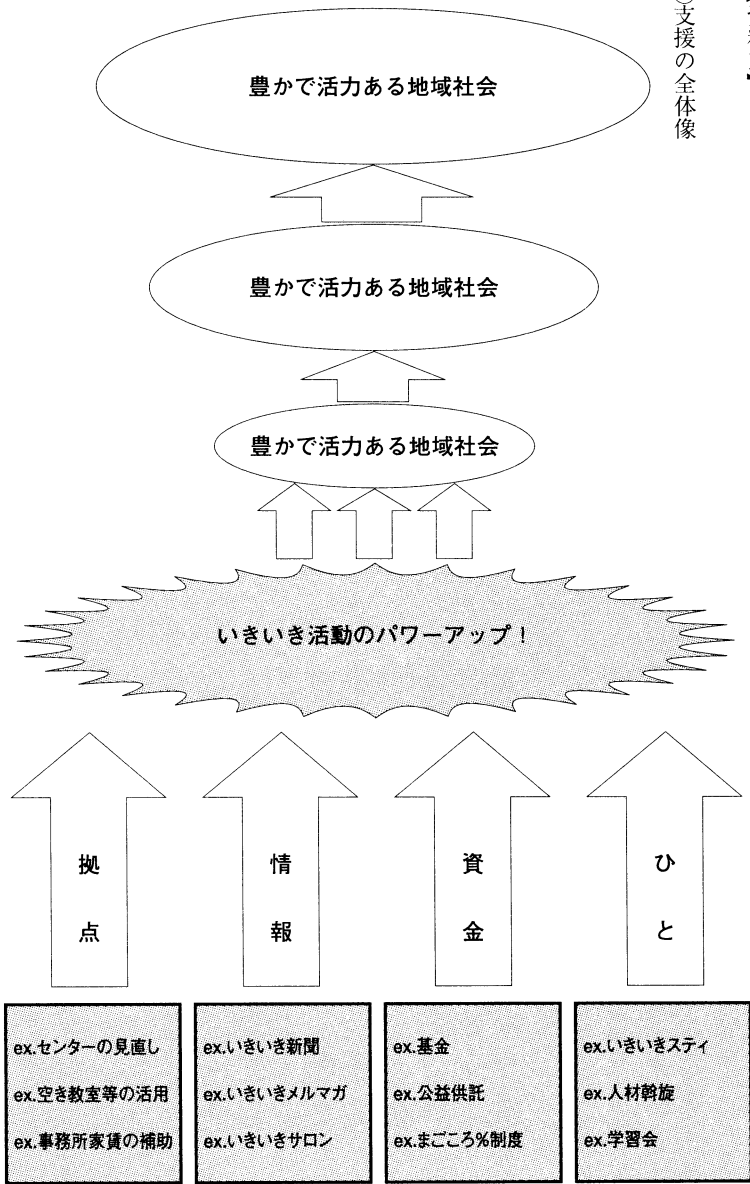 支援の全体像
豊かで活力ある地域社会
豊かで活力ある地域社会
豊かで活力ある地域社会
いきいき活動のパワーアップ！
拠点
情報
資金
ひと
ex.センターの見直し
ex.空き教室等の活用
ex.事務所家賃の補助
ex.いきいき新聞
ex.いきいきメルマガ
ex.いきいきサロン
ex.基金
ex.公益供託
ex.まごころ%制度
ex.いきいきスティ
ex.人材斡旋
ex.学習会